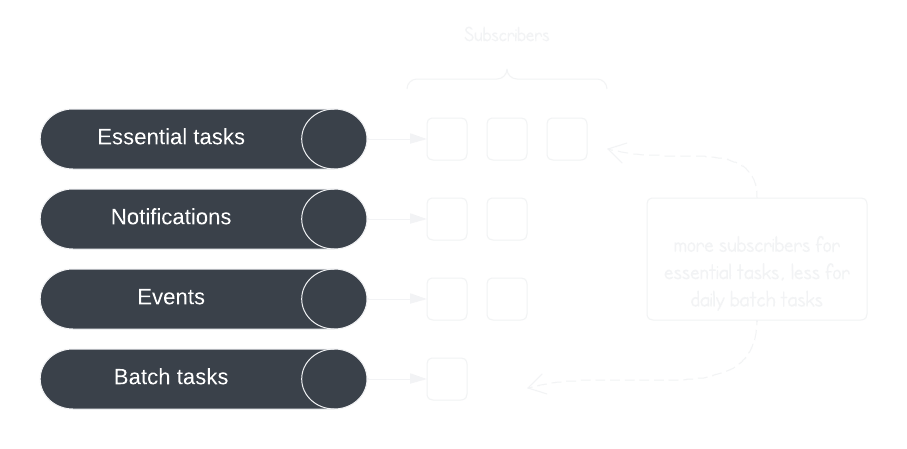 Subscribers
Essential tasks
Notifications
more subscribers for
essential tasks, less for
daily batch tasks
Events
Batch tasks